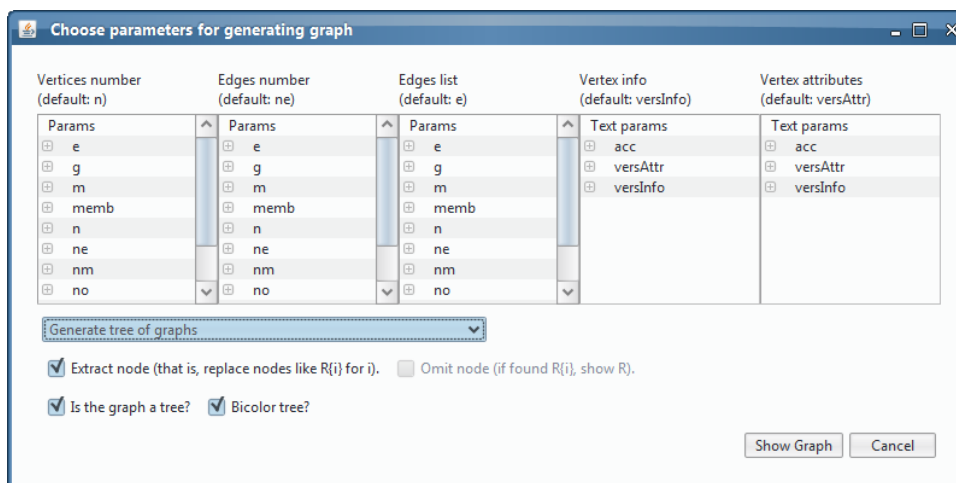 Choose parameters for generating graph
Vertices number
(default: n)
Edges number
(default: ne)
Edges list
(default: e)
Vertex info
(default: versInfo)
Vertex attributes
(default: versAttr)
Params
e
g
m
memb
n
ne
nm
no
Params
e
g
m
memb
n
ne
nm
no
Params
e
g
m
memb
n
ne
nm
no
Text params
acc
versAttr
versInfo
Text params
acc
versAttr
versInfo
Generate tree of graphs
Extract node (that is, replace nodes like R{i} for i).
Omit node (if found R{i}, show R).
Is the graph a tree?
Bicolor tree?
Show Graph
Cancel